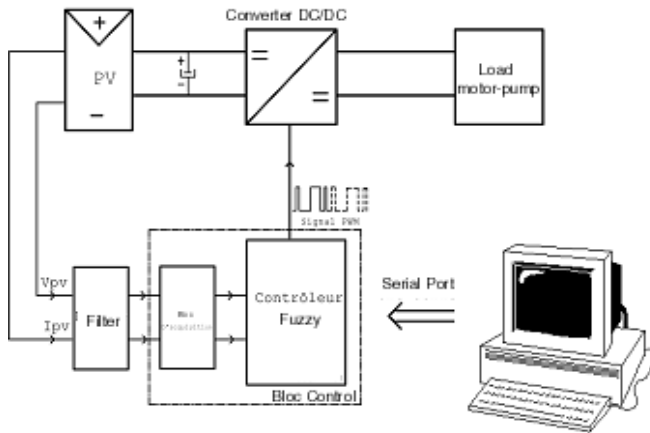 Converter DC/DC
+
PV
−
+
-
=
=
Load
motor-pump
Signal PWM
Vpv
Ipv
Filter
Contrôleur
Fuzzy
Bloc Control
Serial Port